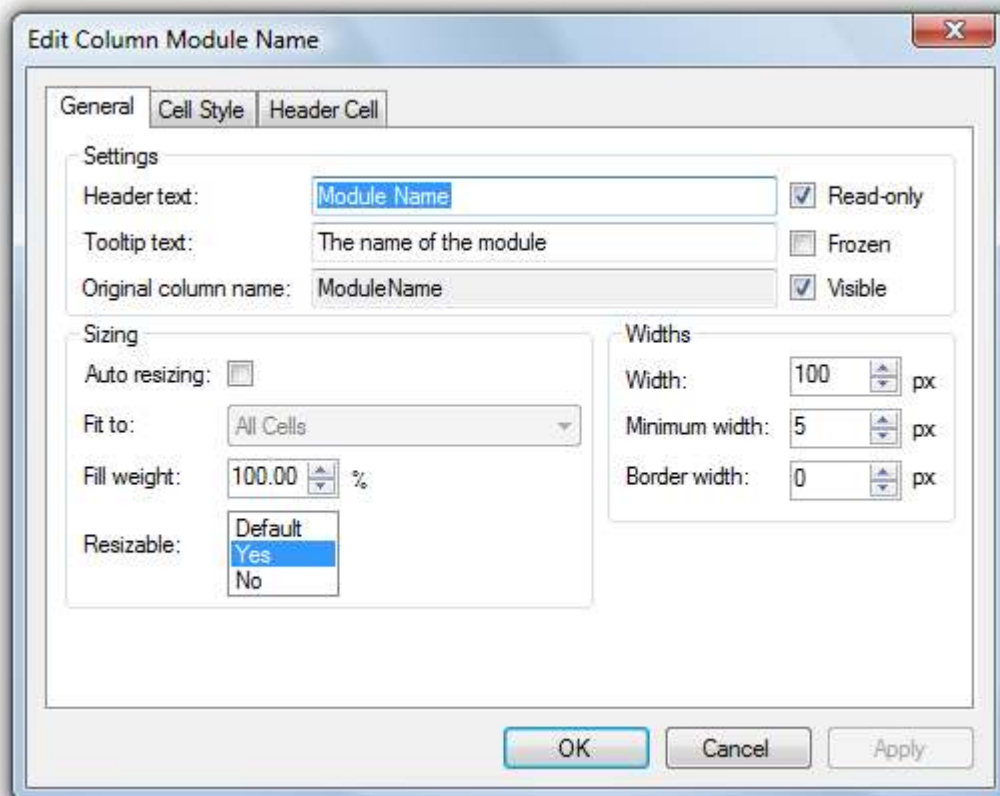 Edit Column Module Name
General Cell Style Header Cell
Settings
Header text: Module Name Read-only
Tooltip text: The name of the module Frozen
Original column name: ModuleName Visible
Sizing
Auto resizing:
Fit to: All Cells
Fill weight: 100.00 %
Resizable: Default
Yes
No
Widths
Width: 100 px
Minimum width: 5 px
Border width: 0 px
OK Cancel Apply